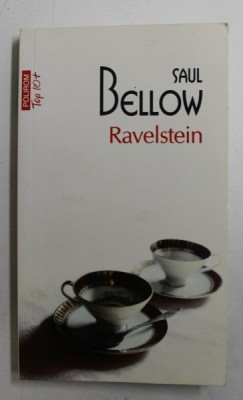 POLIROM
Top 10+
SAUL
BELLOW
Ravelstein